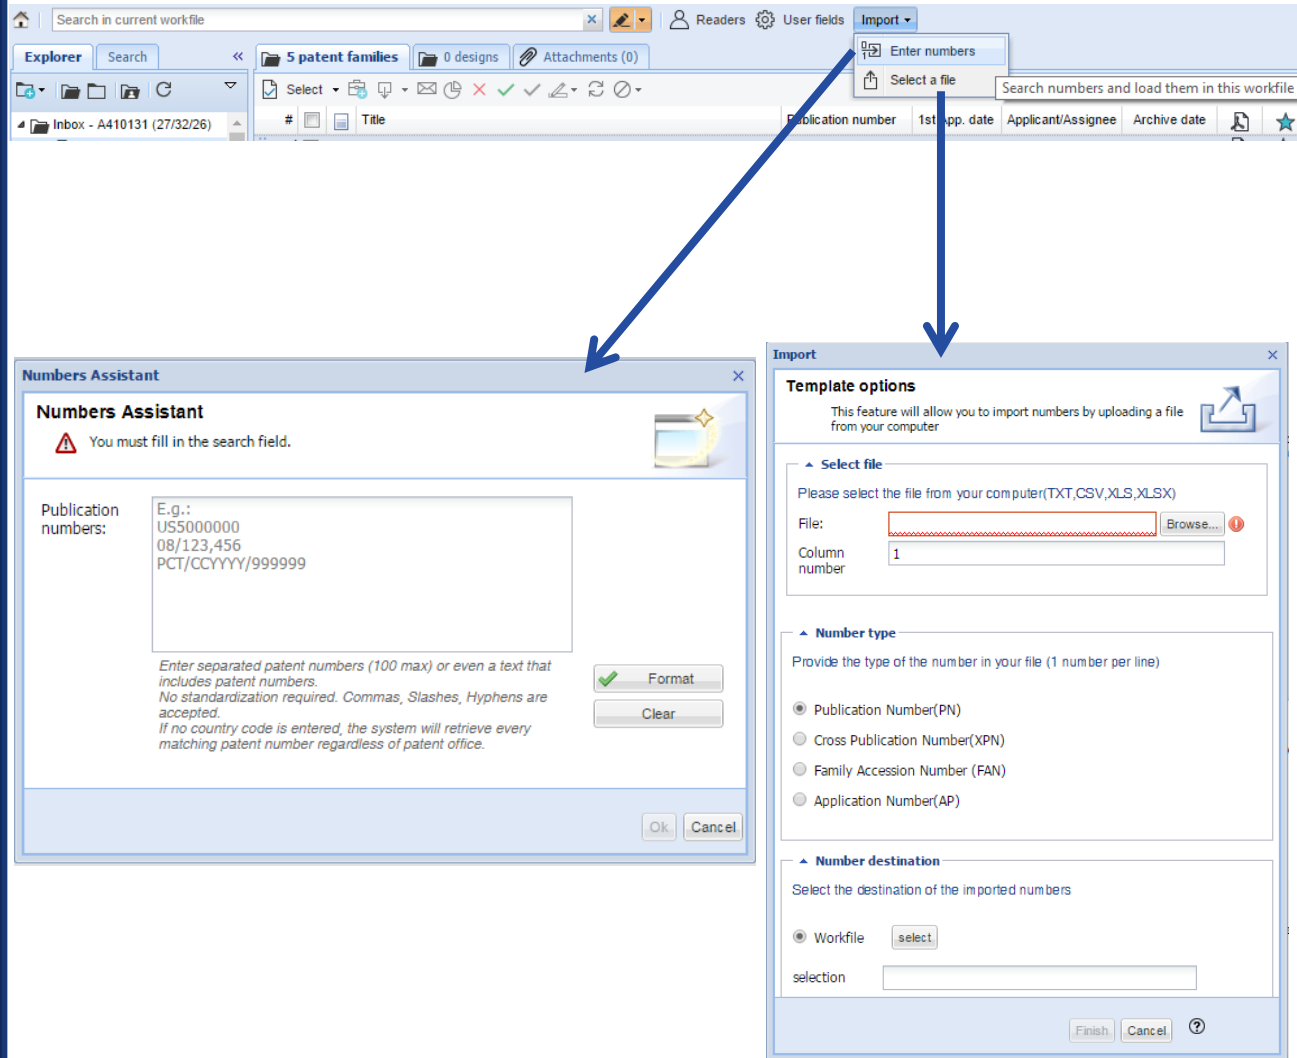 Search in current workfile
Readers
User fields
Import
Enter numbers
Select a file
Search numbers and load them in this workfile
Explorer
Search
5 patent families
0 designs
Attachments (0)
Select
Inbox - A410131 (27/32/26)
#
Title
Publication number
1st App. date
Applicant/Assignee
Archive date
Numbers Assistant
Numbers Assistant
You must fill in the search field.
Publication
numbers:
E.g.:
US5000000
08/123,456
PCT/CCYYYY/999999
Enter separated patent numbers (100 max) or even a text that
includes patent numbers.
No standardization required. Commas, Slashes, Hyphens are
accepted.
If no country code is entered, the system will retrieve every
matching patent number regardless of patent office.
Format
Clear
Ok
Cancel
Import
Template options
This feature will allow you to import numbers by uploading a file
from your computer
Select file
Please select the file from your computer(TXT,CSV,XLS,XLSX)
File:
Browse...
Column
number
1
Number type
Provide the type of the number in your file (1 number per line)
Publication Number(PN)
Cross Publication Number(XPN)
Family Accession Number (FAN)
Application Number(AP)
Number destination
Select the destination of the imported numbers
Workfile
select
selection
Finish
Cancel